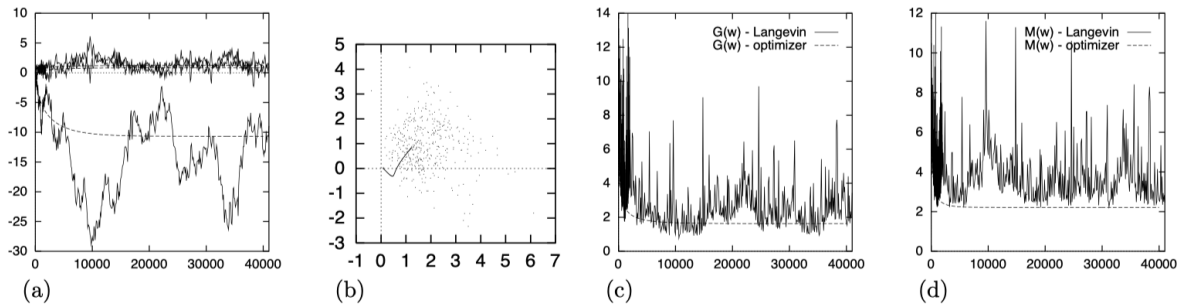 10
5
0
-5
-10
-15
-20
-25
-30
0 10000 20000 30000 40000
(a)
5
4
3
2
1
0
-1
-2
-3
-1 0 1 2 3 4 5 6 7
(b)
14
12
10
8
6
4
2
0
G(w) - Langevin
G(w) - optimizer
0 10000 20000 30000 40000
(c)
12
10
8
6
4
2
0
M(w) - Langevin
M(w) - optimizer
0 10000 20000 30000 40000
(d)